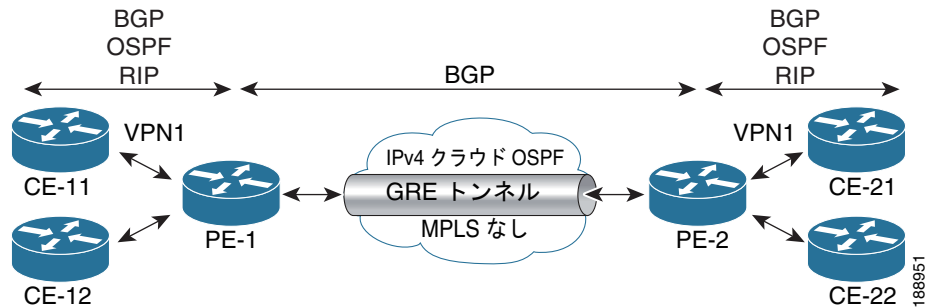 BGP
OSPF
RIP
BGP
BGP
OSPF
RIP
VPN1
CE-11
CE-12
PE-1
IPv4 クラウド OSPF
GRE トンネル
MPLS なし
PE-2
VPN1
CE-21
CE-22
188951